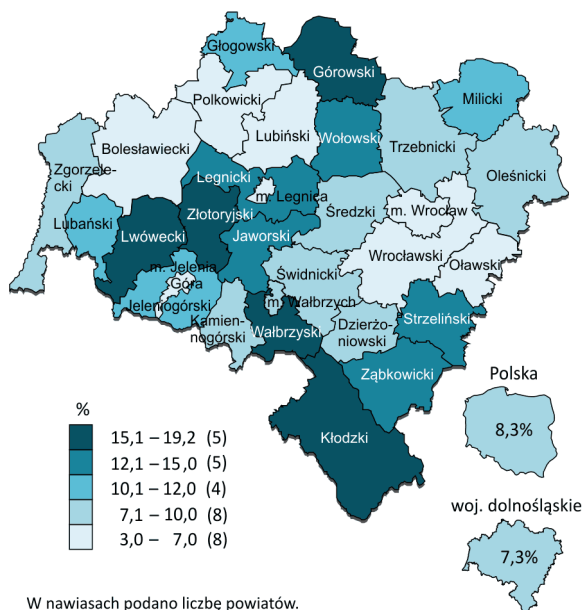 Głogowski
Górowski
Milicki
Polkowicki
Lubiński
Wołowski
Trzebnicki
Bolesławiecki
Zgorzele-
cki
Legnicki
Oleśnicki
m. Legnica
Lubański
Lwówecki
Złotoryjski
Średzki
m. Wrocław
Jaworski
Wrocławski
Oławski
m. Jelenia
Góra
Świdnicki
Jeleniogórski
m. Wałbrych
Kamien-
nogórski
Wałbrzyski
Dzierżo-
niowski
Strzeliński
Ząbkowicki
Kłodzki
Polska
8,3%
woj. dolnośląskie
7,3%
%
15,1 – 19,2 (5)
12,1 – 15,0 (5)
10,1 – 12,0 (4)
7,1 – 10,0 (8)
3,0 – 7,0 (8)
W nawiasach podano liczbę powiatów.